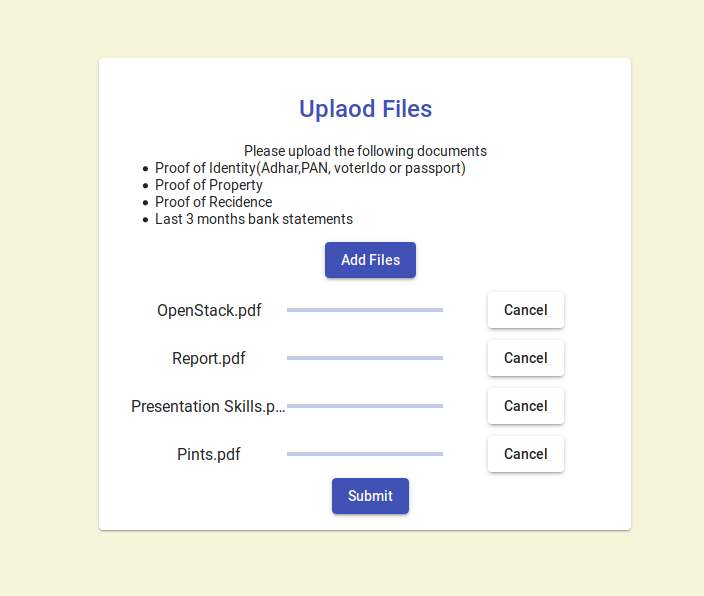 Uplaod Files
Please upload the following documents
Proof of Identity(Adhar,PAN, voterIdo or passport)
Proof of Property
Proof of Recidence
Last 3 months bank statements
Add Files
OpenStack.pdf Cancel
Report.pdf Cancel
Presentation Skills.p... Cancel
Pints.pdf Cancel
Submit